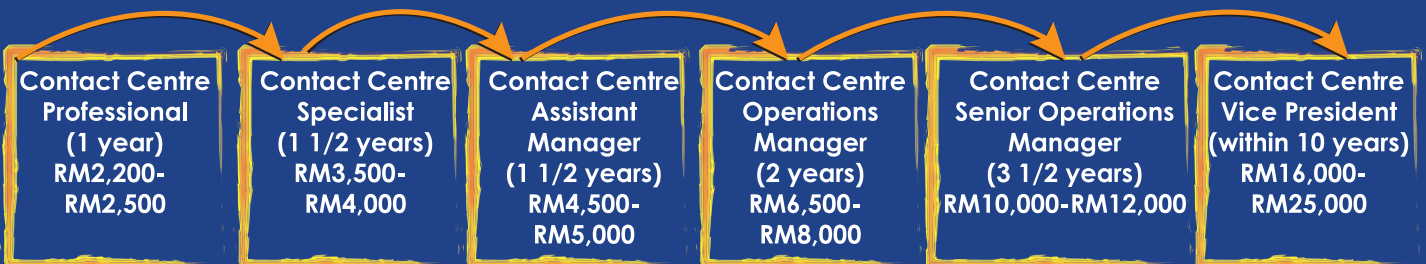 Contact Centre
Professional
(1 year)
RM2,200-
RM2,500
Contact Centre
Specialist
(1 1/2 years)
RM3,500-
RM4,000
Contact Centre
Assistant
Manager
(1 1/2 years)
RM4,500-
RM5,000
Contact Centre
Operations
Manager
(2 years)
RM6,500-
RM8,000
Contact Centre
Senior Operations
Manager
(3 1/2 years)
RM10,000-RM12,000
Contact Centre
Vice President
(within 10 years)
RM16,000-
RM25,000